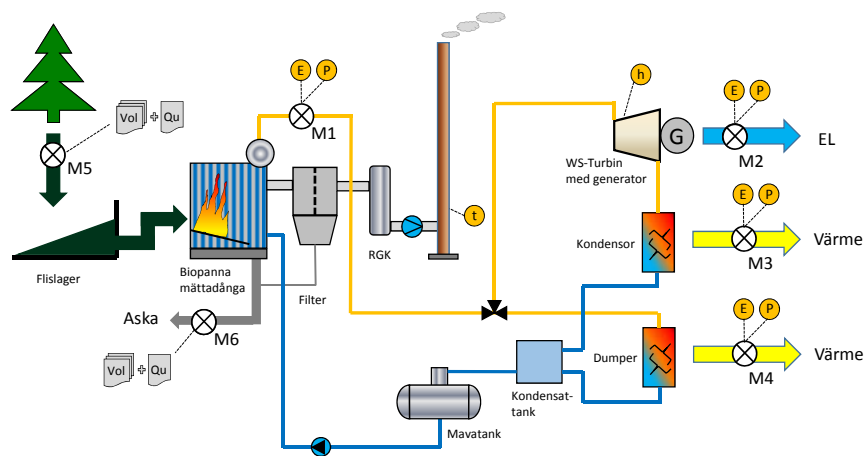 E
P
M1
h
G
WS-Turbin
med generator
E
P
M2
EL
Vol
+
Qu
M5
Flislager
Biopanna
mättadånga
Filter
RGK
t
Kondensor
E
P
M3
Värme
Aska
M6
Vol
+
Qu
Dumper
E
P
M4
Värme
Kondensat-
tank
Mavatank